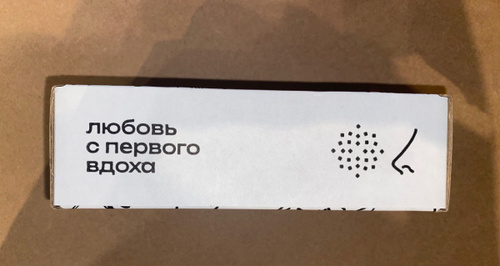 любовь
с первого
вдоха